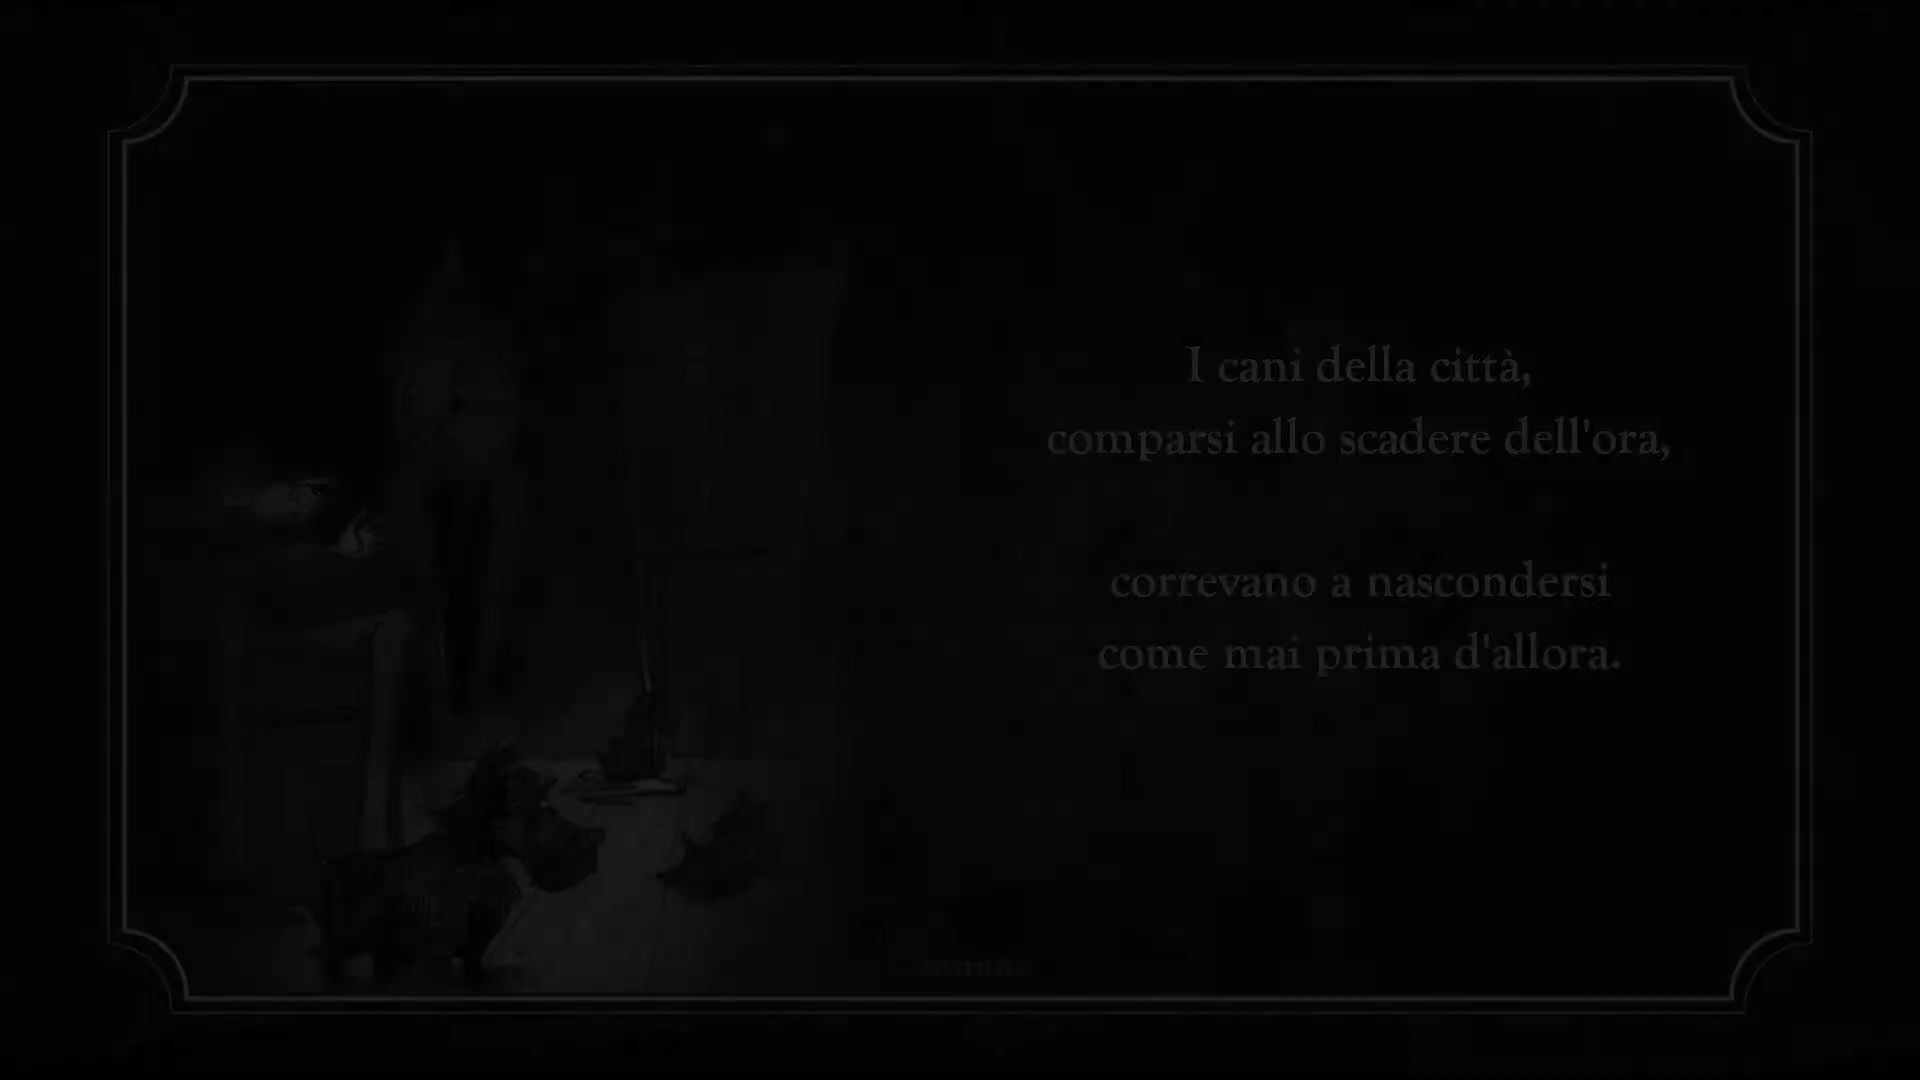 I cani della città,
comparsi allo scadere dell'ora,
correvano a nascondersi
come mai prima d'allora.